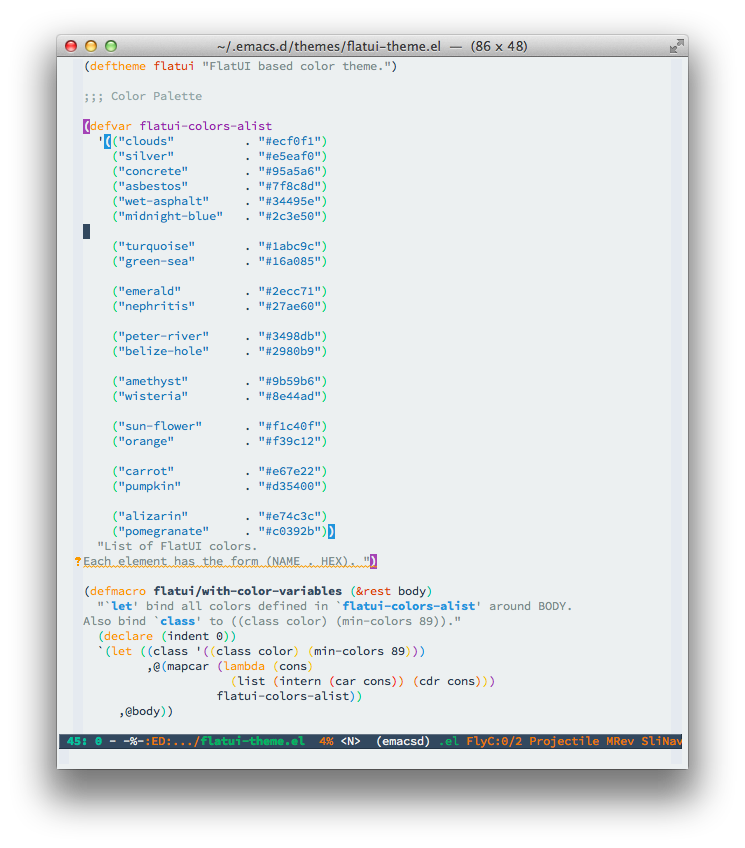 ~/.emacs.d/themes/flatui-theme.el — (86 x 48)
(deftheme flatui "FlatUI based color theme.")
;;; Color Palette
(defvar flatui-colors-alist
  '(("clouds"          . "#ecf0f1")
    ("silver"          . "#e5eaf0")
    ("concrete"        . "#95a5a6")
    ("asbestos"        . "#7f8c8d")
    ("wet-asphalt"     . "#34495e")
    ("midnight-blue"   . "#2c3e50")
    ("turquoise"       . "#1abc9c")
    ("green-sea"       . "#16a085")
    ("emerald"         . "#2ecc71")
    ("nephritis"       . "#27ae60")
    ("peter-river"     . "#3498db")
    ("belize-hole"     . "#2980b9")
    ("amethyst"        . "#9b59b6")
    ("wisteria"        . "#8e44ad")
    ("sun-flower"      . "#f1c40f")
    ("orange"          . "#f39c12")
    ("carrot"          . "#e67e22")
    ("pumpkin"         . "#d35400")
    ("alizarin"        . "#e74c3c")
    ("pomegranate"     . "#c0392b"))
  "List of FlatUI colors.
?Each element has the form (NAME . HEX). ")
(defmacro flatui/with-color-variables (&rest body)
  "`let' bind all colors defined in `flatui-colors-alist' around BODY.
Also bind `class' to ((class color) (min-colors 89))."
  (declare (indent 0))
  `(let ((class '((class color) (min-colors 89)))
         ,@(mapcar (lambda (cons)
                     (list (intern (car cons)) (cdr cons)))
                   flatui-colors-alist))
     ,@body))
45: 0 - -%-:ED:.../flatui-theme.el  4% <N>  (emacsd) .el FlyC:0/2 Projectile MRev SliNav